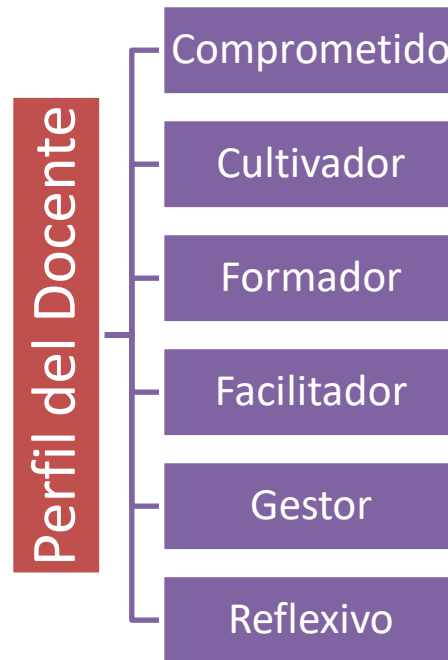 Perfil del Docente
Comprometido
Cultivador
Formador
Facilitador
Gestor
Reflexivo